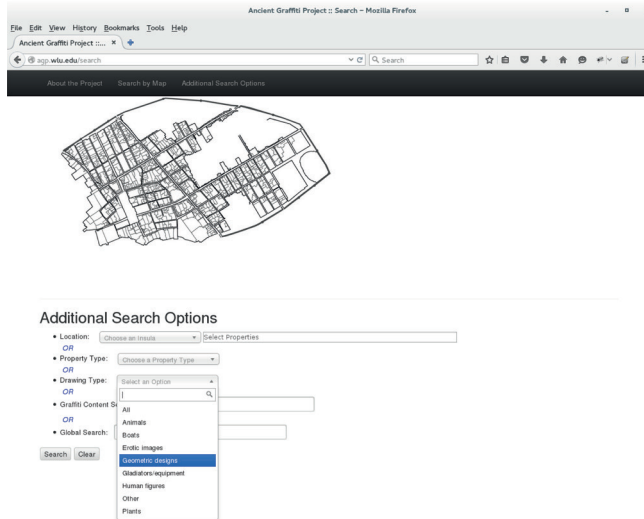 Ancient Graffiti Project :: Search - Mozilla Firefox
File Edit View History Bookmarks Tools Help
Ancient Graffiti Project ::...
agp.wlu.edu/search
Search
About the Project Search by Map Additional Search Options
Additional Search Options
Location: Choose an Insula Select Properties
OR
Property Type: Choose a Property Type
OR
Drawing Type: Select an Option
OR
Graffiti Content S
All
Animals
OR
Boats
Global Search:
Erotic images
Search Clear
Geometric designs
Gladiators/equipment
Human figures
Other
Plants